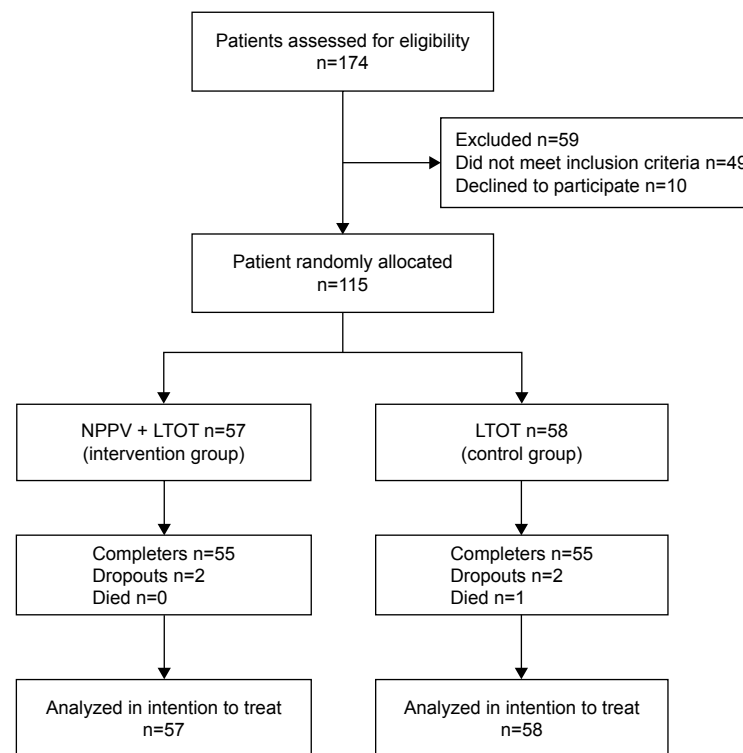 Patients assessed for eligibility
n=174
Excluded n=59
Did not meet inclusion criteria n=49
Declined to participate n=10
Patient randomly allocated
n=115
NPPV + LTOT n=57
(intervention group)
LTOT n=58
(control group)
Completers n=55
Dropouts n=2
Died n=0
Completers n=55
Dropouts n=2
Died n=1
Analyzed in intention to treat
n=57
Analyzed in intention to treat
n=58